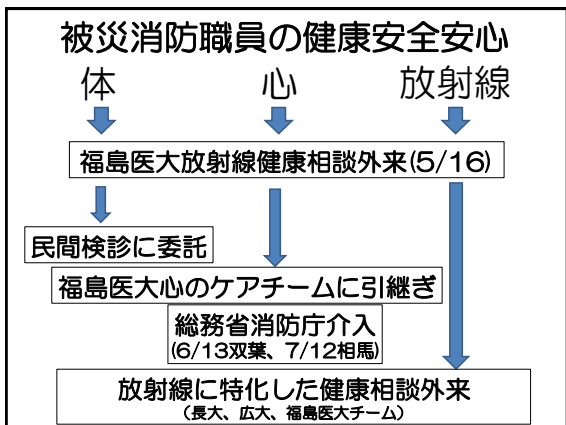 被災消防職員の健康安全安心
体 心 放射線
福島医大放射線健康相談外来(5/16)
民間検診に委託
福島医大心のケアチームに引継ぎ
総務省消防庁介入
(6/13双葉、7/12相馬)
放射線に特化した健康相談外来
(長大、広大、福島医大チーム)